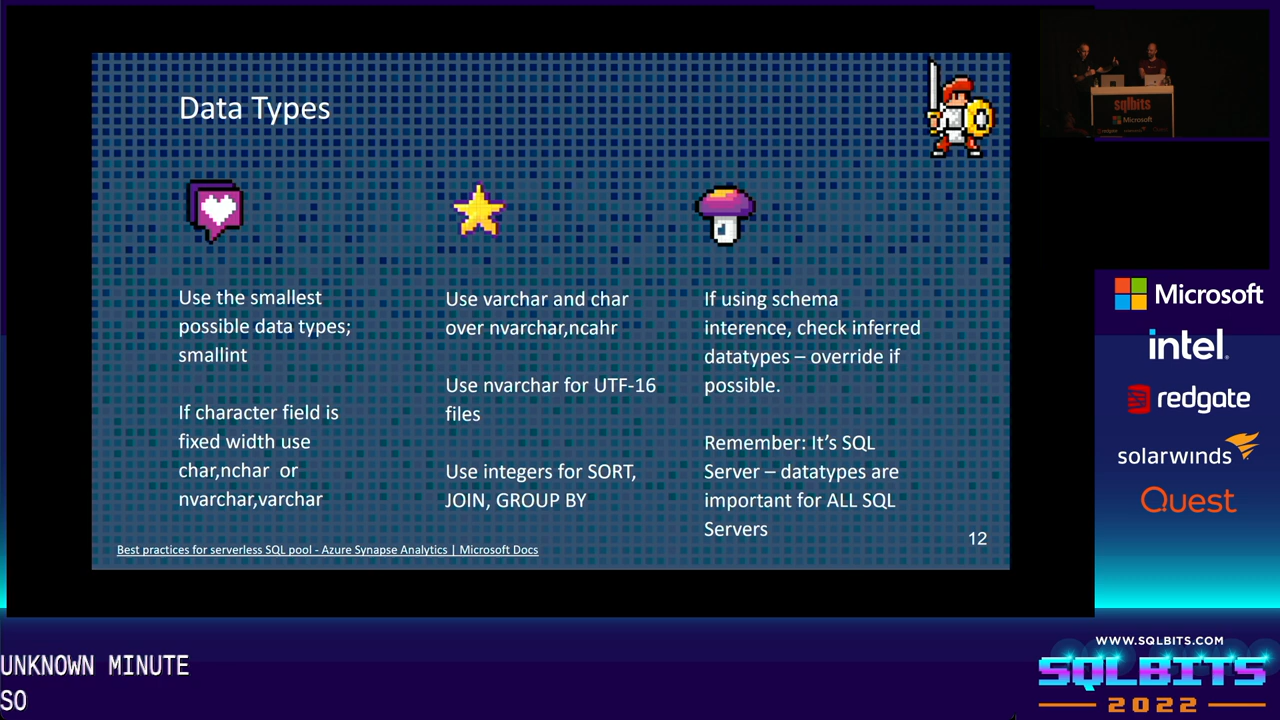 Data Types
Use the smallest
possible data types;
smallint
If character field is
fixed width use
char,nchar or
nvarchar,varchar
Use varchar and char
over nvarchar,ncahr
Use nvarchar for UTF-16
files
Use integers for SORT,
JOIN, GROUP BY
If using schema
interence, check inferred
datatypes – override if
possible.
Remember: It's SQL
Server – datatypes are
important for ALL SQL
Servers
Best practices for serverless SQL pool - Azure Synapse Analytics | Microsoft Docs
12
sqlbits
Microsoft
Microsoft
intel.
redgate
solarwinds
Quest
WWW.SQLBITS.COM
SQLBITS
2022
UNKNOWN MINUTE
SO